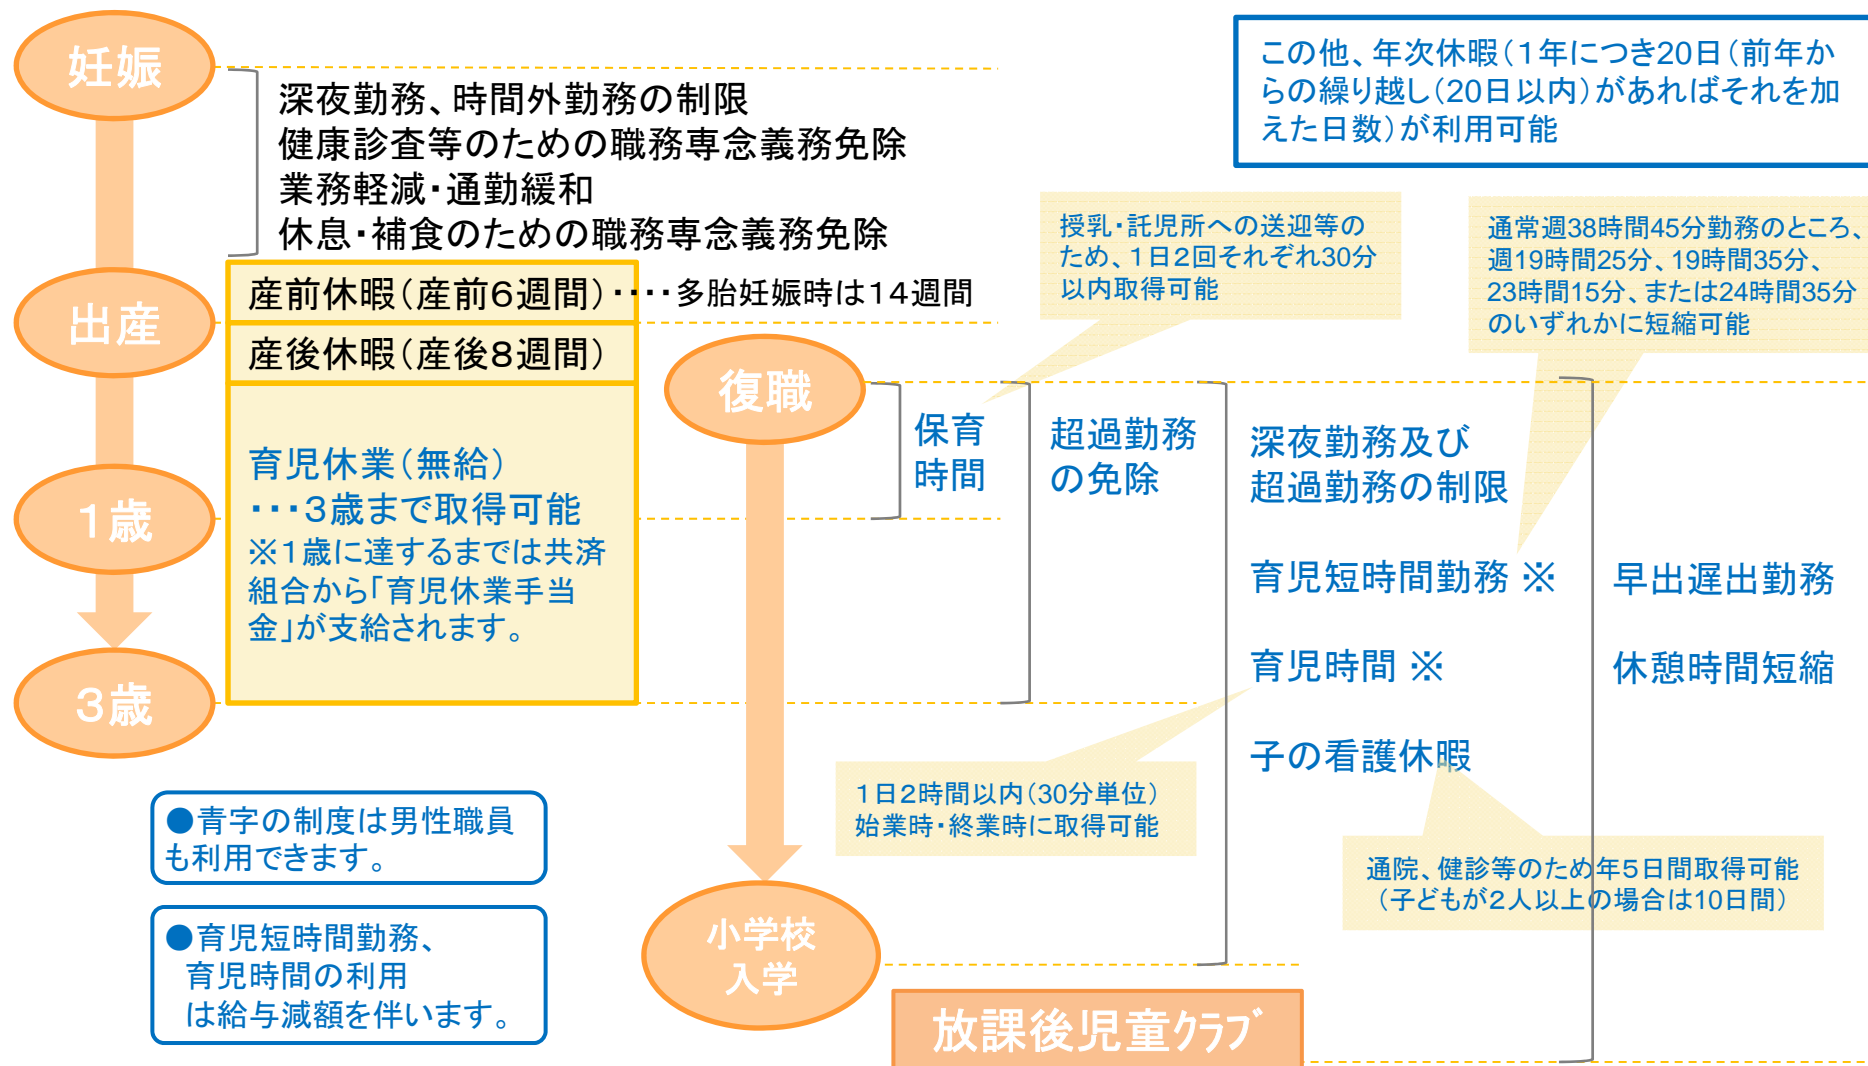 妊娠
深夜勤務、時間外勤務の制限
健康診査等のための職務専念義務免除
業務軽減・通勤緩和
休息・補食のための職務専念義務免除
この他、年次休暇（１年につき20日（前年か
らの繰り越し（20日以内）があればそれを加
えた日数）が利用可能
出産
産前休暇（産前６週間）・・・・多胎妊娠時は１４週間
産後休暇（産後８週間）
育児休業（無給）
・・・３歳まで取得可能
※１歳に達するまでは共済
組合から「育児休業手当
金」が支給されます。
１歳
３歳
授乳・託児所への送迎等の
ため、１日２回それぞれ30分
以内取得可能
通常週38時間45分勤務のところ、
週19時間25分、19時間35分、
23時間15分、または24時間35分
のいずれかに短縮可能
復職
保育
時間
超過勤務
の免除
深夜勤務及び
超過勤務の制限
育児短時間勤務 ※
育児時間 ※
子の看護休暇
早出遅出勤務
休憩時間短縮
１日２時間以内（30分単位）
始業時・終業時に取得可能
通院、健診等のため年５日間取得可能
（子どもが２人以上の場合は10日間）
●青字の制度は男性職員
も利用できます。
●育児短時間勤務、
育児時間の利用
は給与減額を伴います。
小学校
入学
放課後児童ｸﾗﾌﾞ